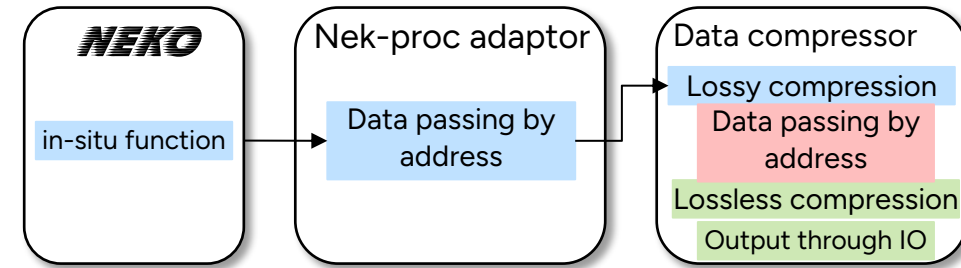 NEKO
in-situ function
Nek-proc adaptor
Data passing by
address
Data compressor
Lossy compression
Data passing by
address
Lossless compression
Output through IO